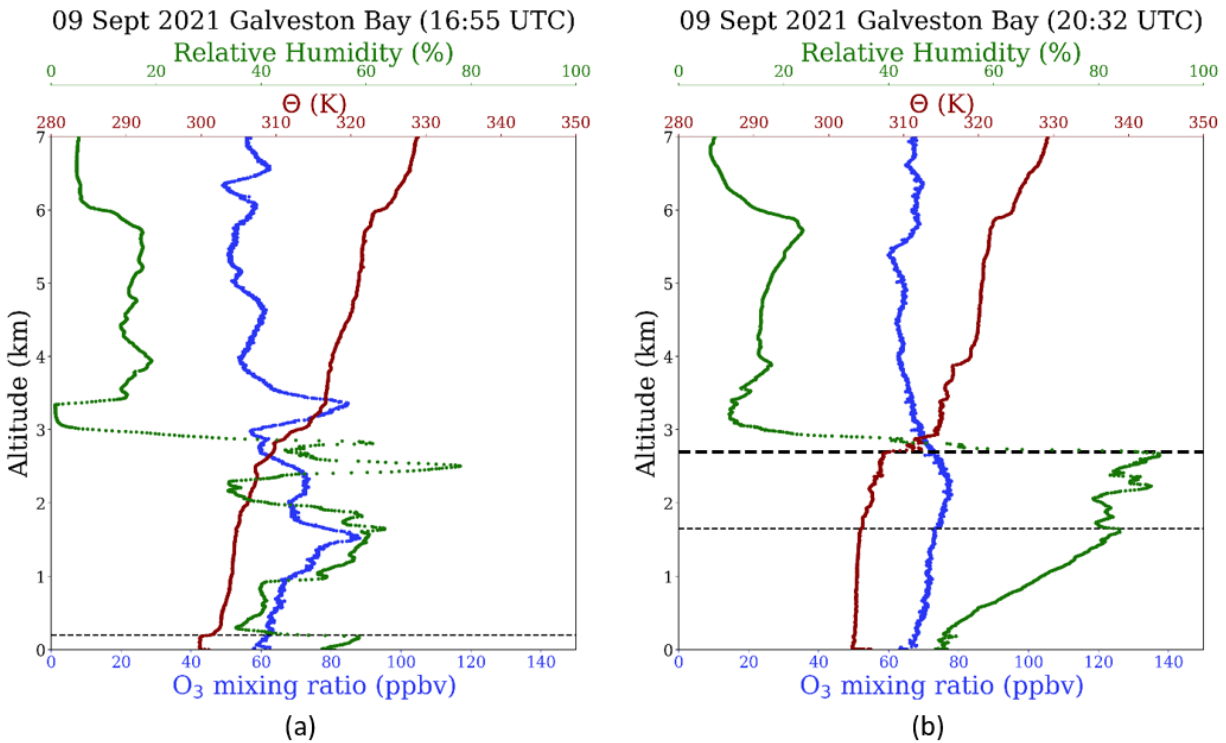 09 Sept 2021 Galveston Bay (16:55 UTC)
Relative Humidity (%)
0 20 40 60 80 100
Θ (K)
280 290 300 310 320 330 340 350
7
6
5
4
3
2
1
0
Altitude (km)
0 20 40 60 80 100 120 140
O₃ mixing ratio (ppbv)
(a)
09 Sept 2021 Galveston Bay (20:32 UTC)
Relative Humidity (%)
0 20 40 60 80 100
Θ (K)
280 290 300 310 320 330 340 350
7
6
5
4
3
2
1
0
Altitude (km)
0 20 40 60 80 100 120 140
O₃ mixing ratio (ppbv)
(b)